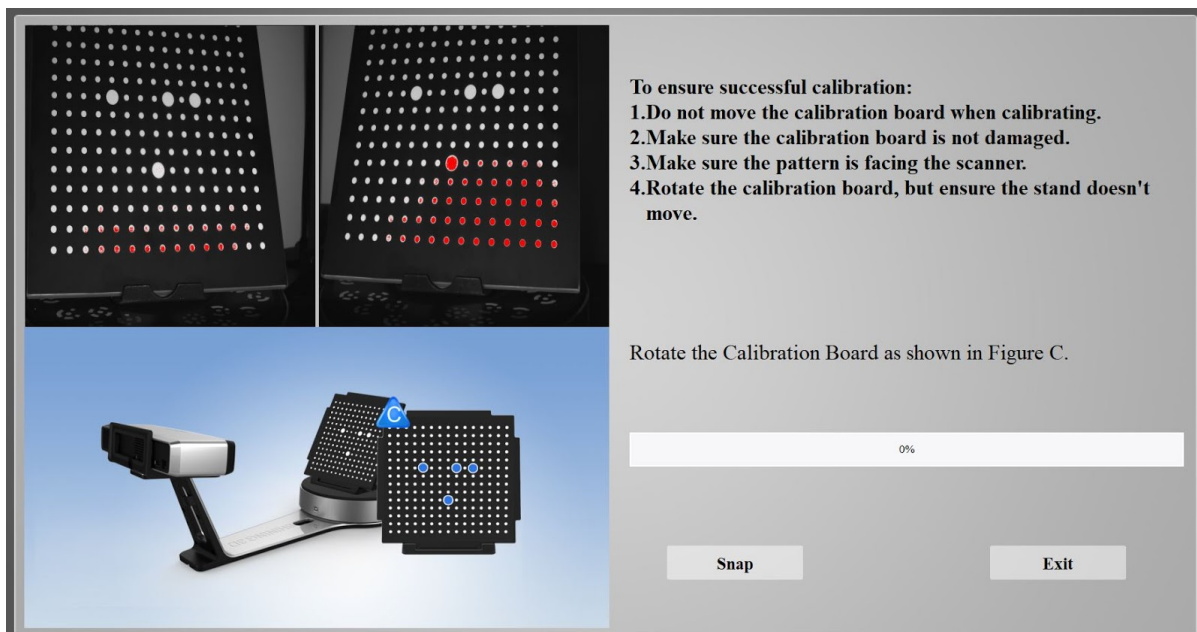 To ensure successful calibration:
1.Do not move the calibration board when calibrating.
2.Make sure the calibration board is not damaged.
3.Make sure the pattern is facing the scanner.
4.Rotate the calibration board, but ensure the stand doesn't
move.
C
Rotate the Calibration Board as shown in Figure C.
0%
Snap
Exit